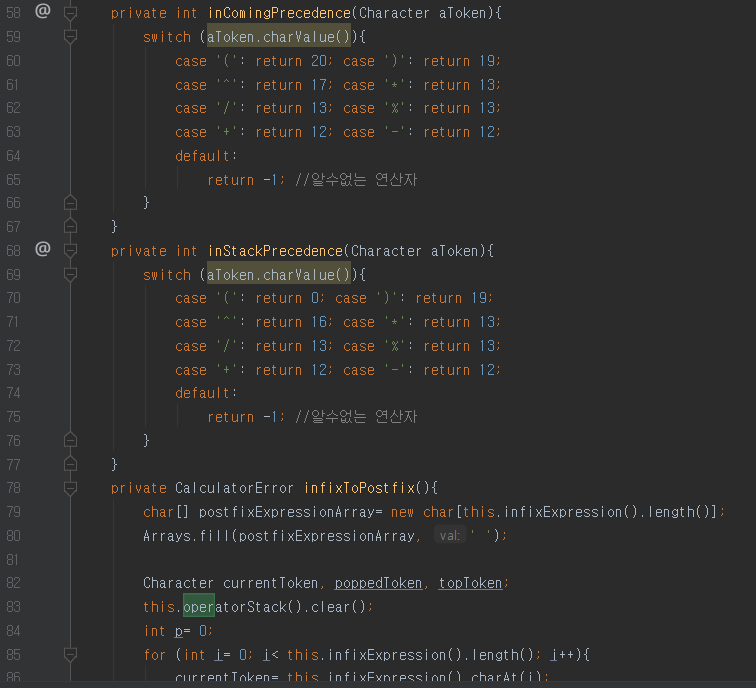 58 @ private int inComingPrecedence(Character aToken){
59 switch (aToken.charValue()){
60 case '(': return 20; case ')': return 19;
61 case '^': return 17; case '*': return 13;
62 case '/': return 13; case '%': return 13;
63 case '+': return 12; case '-': return 12;
64 default:
65 return -1; //알수없는 연산자
66 }
67 }
68 @ private int inStackPrecedence(Character aToken){
69 switch (aToken.charValue()){
70 case '(': return 0; case ')': return 19;
71 case '^': return 16; case '*': return 13;
72 case '/': return 13; case '%': return 13;
73 case '+': return 12; case '-': return 12;
74 default:
75 return -1; //알수없는 연산자
76 }
77 }
78 private CalculatorError infixToPostfix(){
79 char[] postfixExpressionArray= new char[this.infixExpression().length()];
80 Arrays.fill(postfixExpressionArray, val: ' ');
81
82 Character currentToken, poppedToken, topToken;
83 this.operatorStack().clear();
84 int p= 0;
85 for (int i= 0; i< this.infixExpression().length(); i++){
86 currentToken= this.infixExpression().charAt(i);